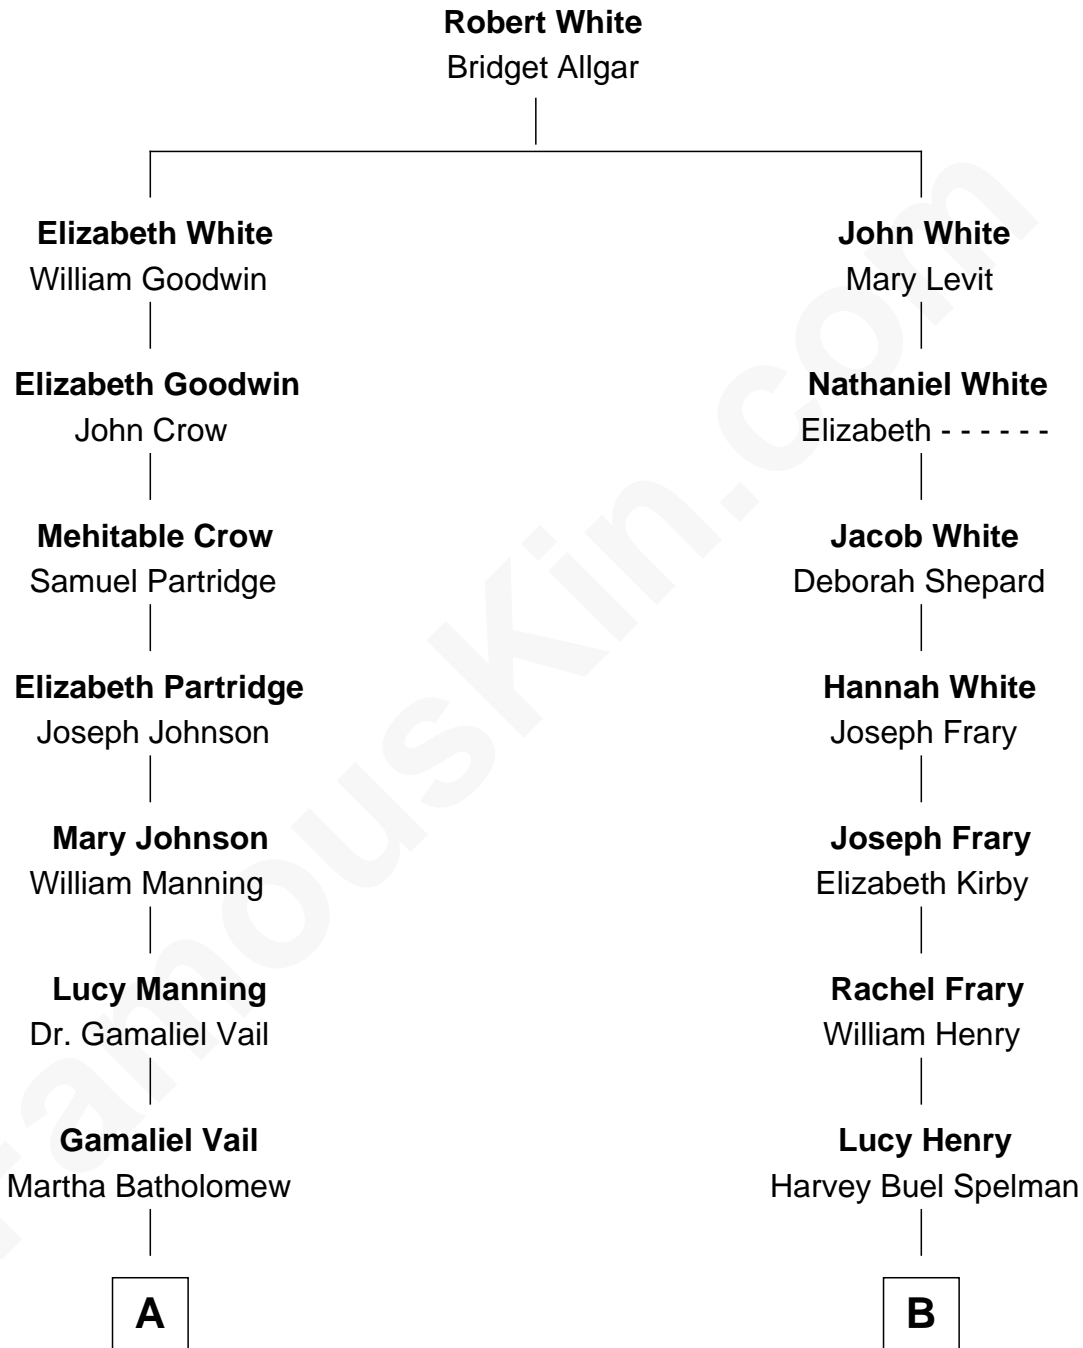 Robert White
Bridget Allgar
Elizabeth White
William Goodwin
John White
Mary Levit
Elizabeth Goodwin
John Crow
Nathaniel White
Elizabeth - - - - - -
Mehitable Crow
Samuel Partridge
Jacob White
Deborah Shepard
Elizabeth Partridge
Joseph Johnson
Hannah White
Joseph Frary
Mary Johnson
William Manning
Joseph Frary
Elizabeth Kirby
Lucy Manning
Dr. Gamaliel Vail
Rachel Frary
William Henry
Gamaliel Vail
Martha Batholomew
Lucy Henry
Harvey Buel Spelman
A
B
FamousKin.com